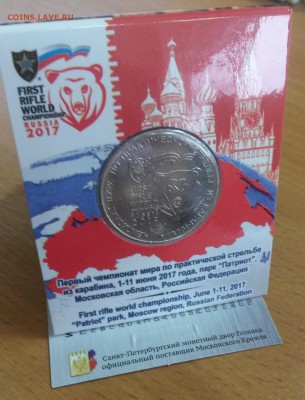 coins.lave.ru
FIRST
RIFLE WORLD
CHAMPIONSHIP
RUSSIA
2017
Первый чемпионат мира по практической стрельбе
из карабина, 1-11 июня 2017 года, парк "Патриот"
Московская область, Российская Федерация
First rifle world championship, June 1-11, 2017
"Patriot" park, Moscow region, Russian Federation
Санкт-Петербургский монетный двор Гознака
официальный поставщик Московского Кремля